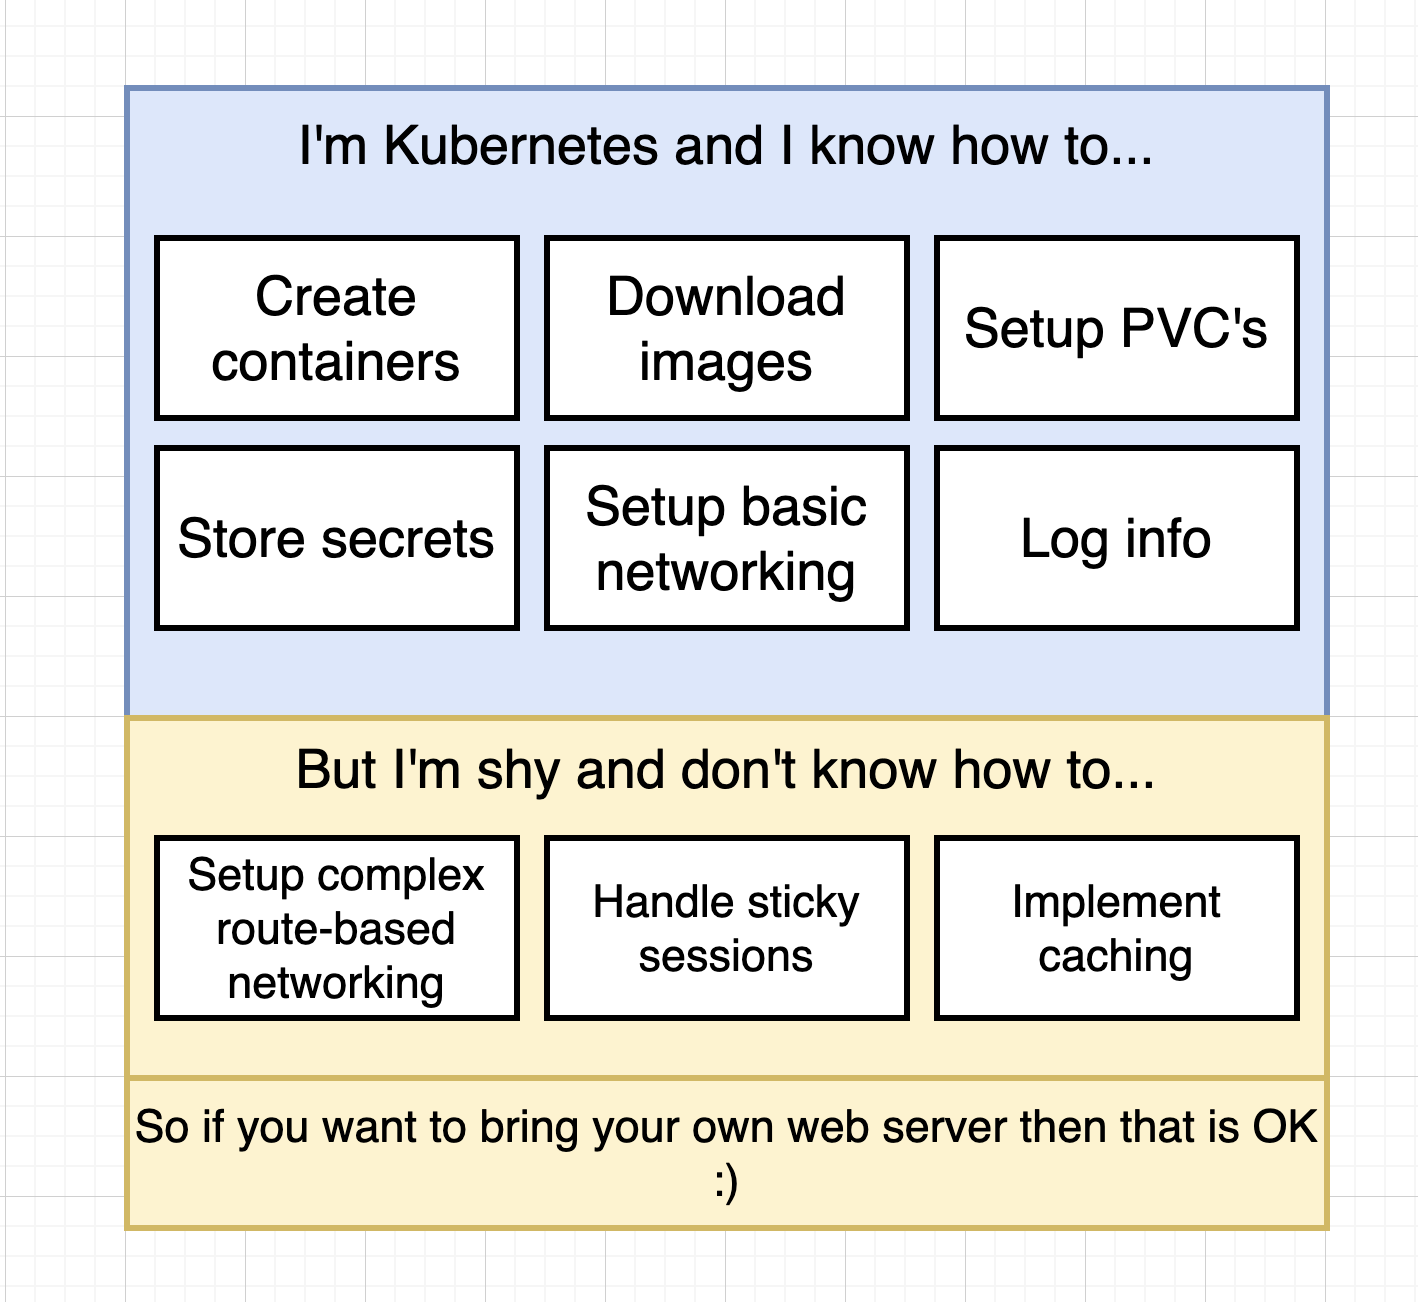 I'm Kubernetes and I know how to...
Create
containers
Download
images
Setup PVC's
Store secrets
Setup basic
networking
Log info
But I'm shy and don't know how to...
Setup complex
route-based
networking
Handle sticky
sessions
Implement
caching
So if you want to bring your own web server then that is OK
:)